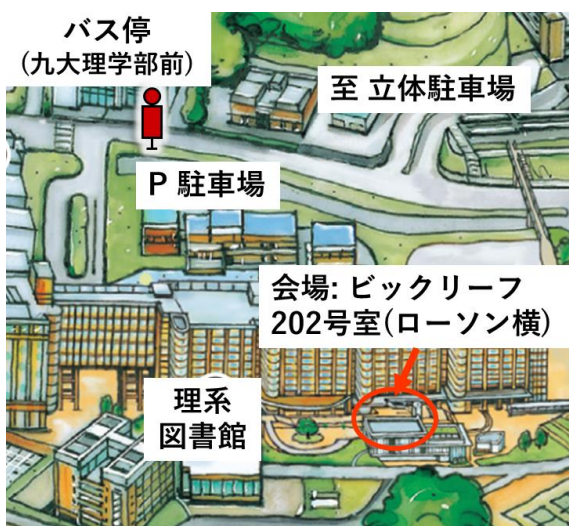 バス停
(九大理学部前)
至 立体駐車場
P 駐車場
会場: ビックリーフ
202号室(ローソン横)
理系
図書館